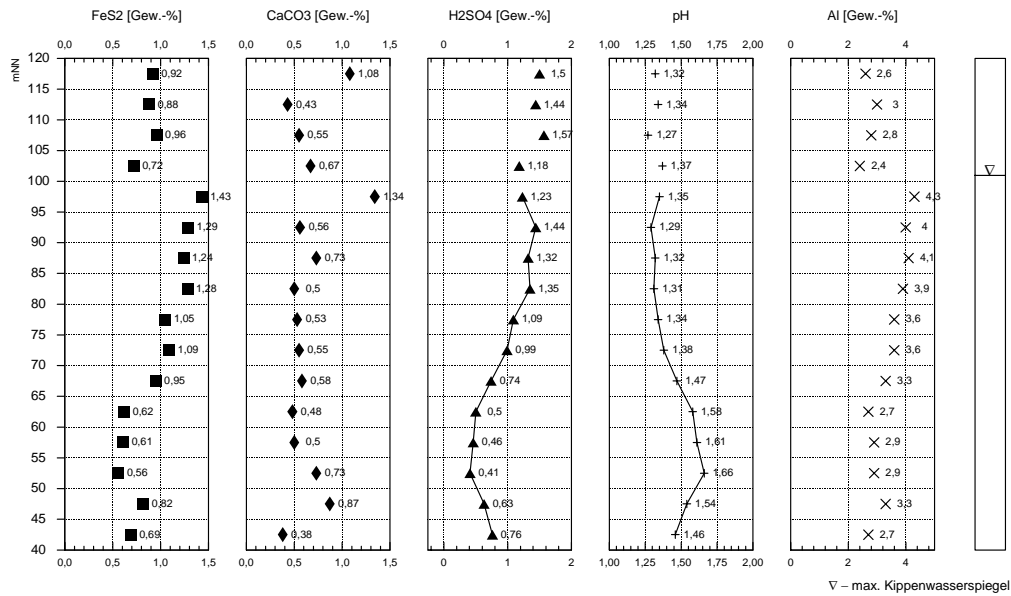 FeS2 [Gew.-%] CaCO3 [Gew.-%] H2SO4 [Gew.-%] pH Al [Gew.-%]
0,0 0,5 1,0 1,5 0,0 0,5 1,0 1,5 0 1 2 1,00 1,25 1,50 1,75 2,00 0 2 4
mNN
120
0,92 1,08 1,5 1,32 2,6
115
0,88 0,43 1,44 1,34 3
110
0,96 0,55 1,57 1,27 2,8
105
0,72 0,67 1,18 1,37 2,4
∇
100
1,43 1,34 1,23 1,35 4,3
95
1,29 0,56 1,44 1,29 4
90
1,24 0,73 1,32 1,32 4,1
85
1,28 0,5 1,35 1,31 3,9
80
1,05 0,53 1,09 1,34 3,6
75
1,09 0,55 0,99 1,38 3,6
70
0,95 0,58 0,74 1,47 3,3
65
0,62 0,48 0,5 1,58 2,7
60
0,61 0,5 0,46 1,61 2,9
55
0,56 0,73 0,41 1,66 2,9
50
0,82 0,87 0,63 1,54 3,3
45
0,69 0,38 0,76 1,46 2,7
40
0,0 0,5 1,0 1,5 0,0 0,5 1,0 1,5 0 1 2 1,00 1,25 1,50 1,75 2,00 0 2 4
∇ – max. Kippenwasserspiegel